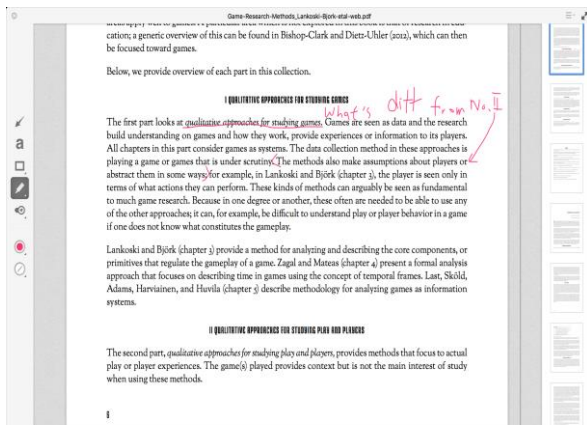 Game-Research-Methods_Lankoski-Bjork-etal-web.pdf
cation; a generic overview of this can be found in Bishop-Clark and Dietz-Uhler (2012), which can then
be focused toward games.
Below, we provide overview of each part in this collection.
I QUALITATIVE APPROACHES FOR STUDYING GAMES
What's diff from No. II
The first part looks at qualitative approaches for studying games. Games are seen as data and the research
build understanding on games and how they work, provide experiences or information to its players.
All chapters in this part consider games as systems. The data collection method in these approaches is
playing a game or games that is under scrutiny. The methods also make assumptions about players or
abstract them in some ways; for example, in Lankoski and Björk (chapter 3), the player is seen only in
terms of what actions they can perform. These kinds of methods can arguably be seen as fundamental
to much game research. Because in one degree or another, these often are needed to be able to use any
of the other approaches; it can, for example, be difficult to understand play or player behavior in a game
if one does not know what constitutes the gameplay.
Lankoski and Björk (chapter 3) provide a method for analyzing and describing the core components, or
primitives that regulate the gameplay of a game. Zagal and Mateas (chapter 4) present a formal analysis
approach that focuses on describing time in games using the concept of temporal frames. Last, Sköld,
Adams, Harviainen, and Huvila (chapter 5) describe methodology for analyzing games as information
systems.
II QUALITATIVE APPROACHES FOR STUDYING PLAY AND PLAYERS
The second part, qualitative approaches for studying play and players, provides methods that focus to actual
play or player experiences. The game(s) played provides context but is not the main interest of study
when using these methods.
a